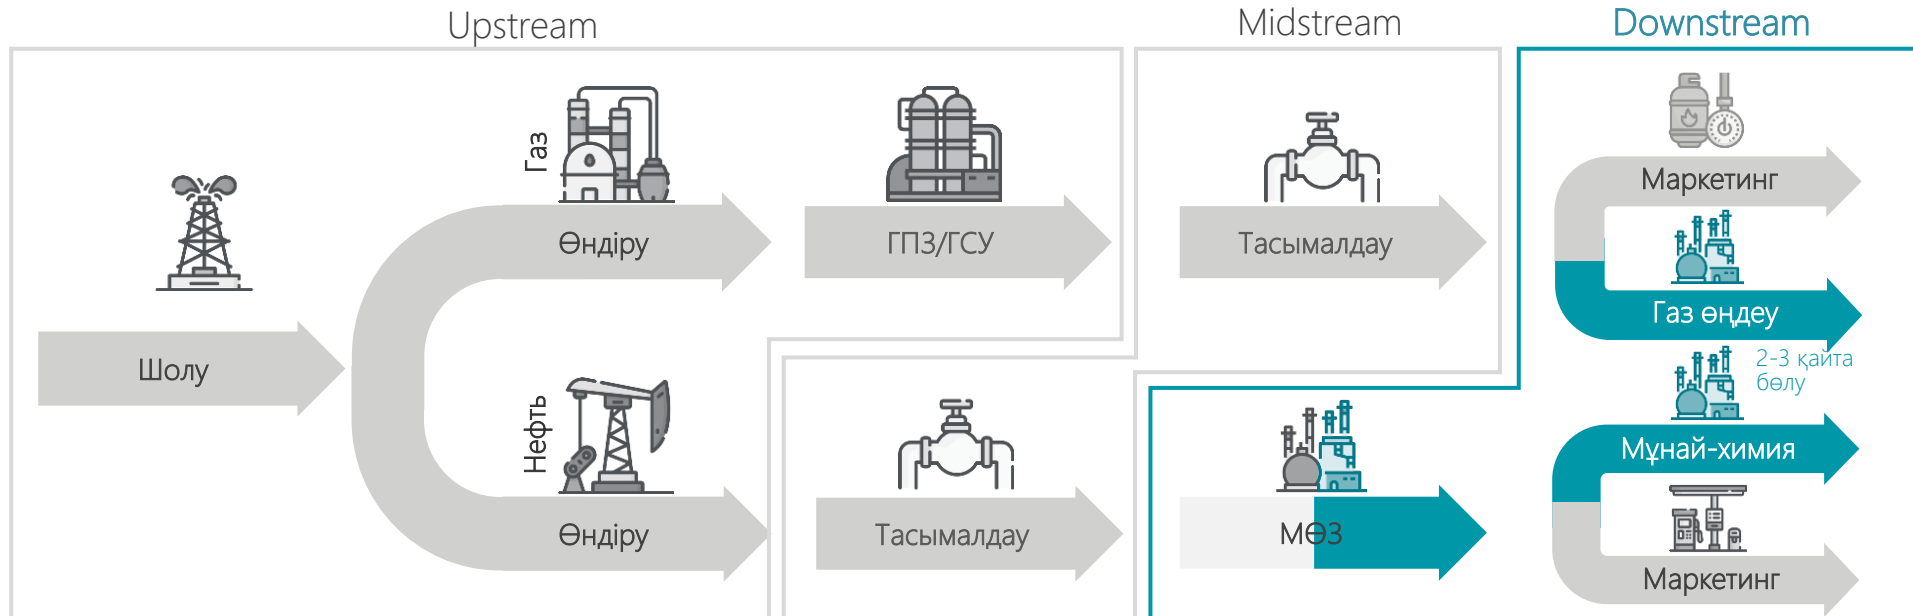 Upstream
Midstream
Downstream
Газ
Маркетинг
Өндіру
ГПЗ/ГСУ
Тасымалдау
Газ өңдеу
Шолу
2-3 қайта
бөлу
Нефть
Мұнай-химия
Өндіру
Тасымалдау
МӨЗ
Маркетинг